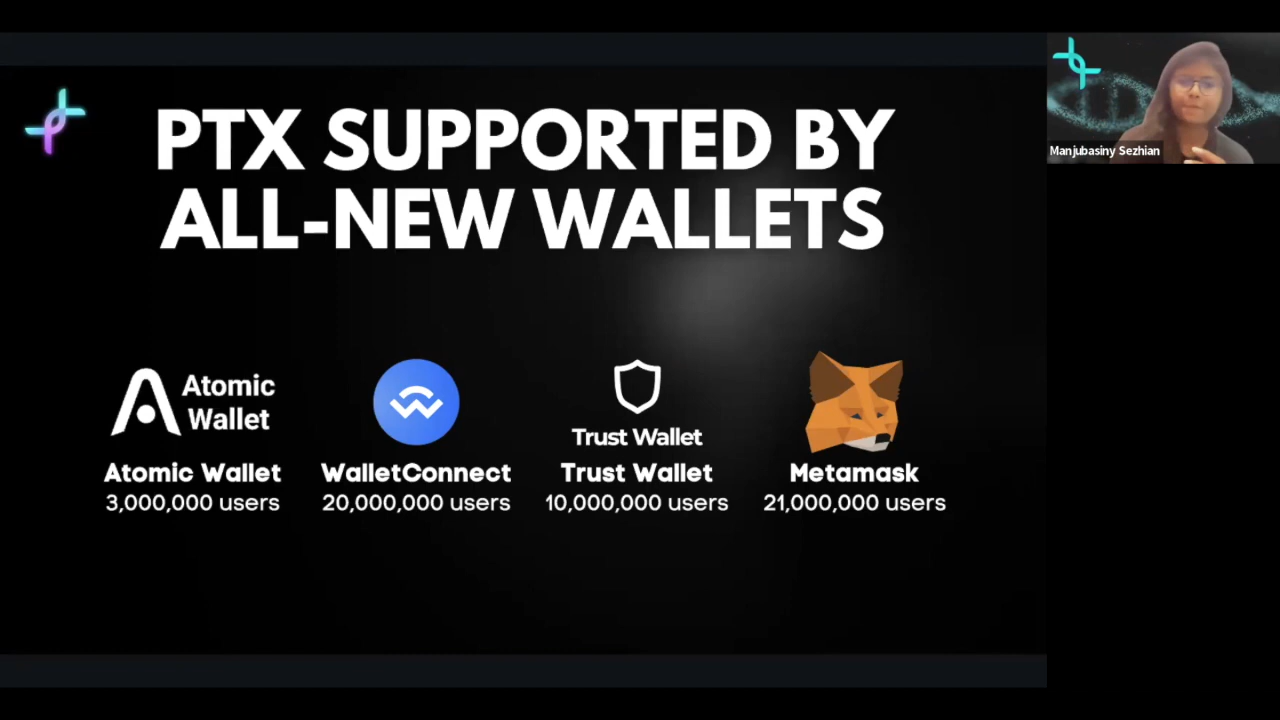 PTX SUPPORTED BY
ALL-NEW WALLETS
Atomic
Wallet
Trust Wallet
Atomic Wallet
3,000,000 users
WalletConnect
20,000,000 users
Trust Wallet
10,000,000 users
Metamask
21,000,000 users
Manjubasiny Sezhian